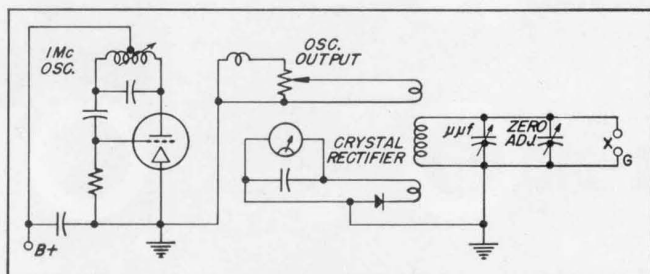 1Mc
OSC.
OSC.
OUTPUT
CRYSTAL
RECTIFIER
μμf
ZERO
ADJ.
X
G
B+